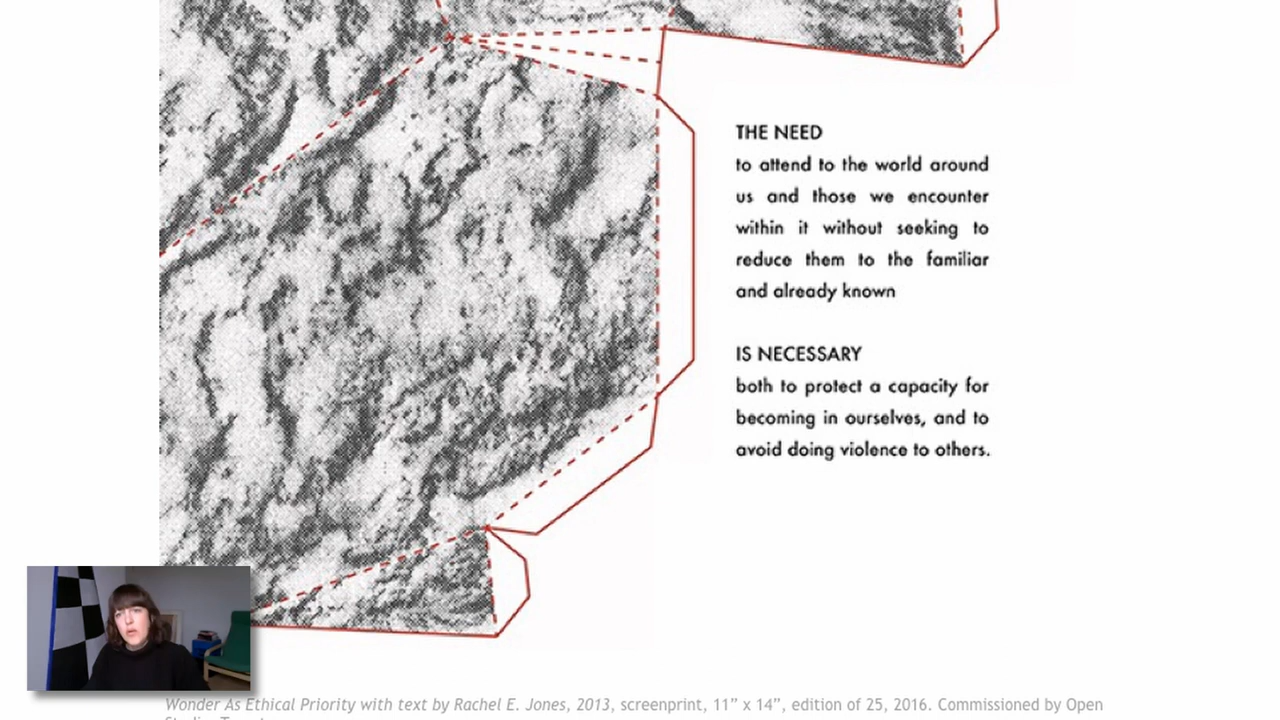 THE NEED
to attend to the world around
us and those we encounter
within it without seeking to
reduce them to the familiar
and already known
IS NECESSARY
both to protect a capacity for
becoming in ourselves, and to
avoid doing violence to others.
Wonder As Ethical Priority with text by Rachel E. Jones, 2013, screenprint, 11” x 14”, edition of 25, 2016. Commissioned by Open